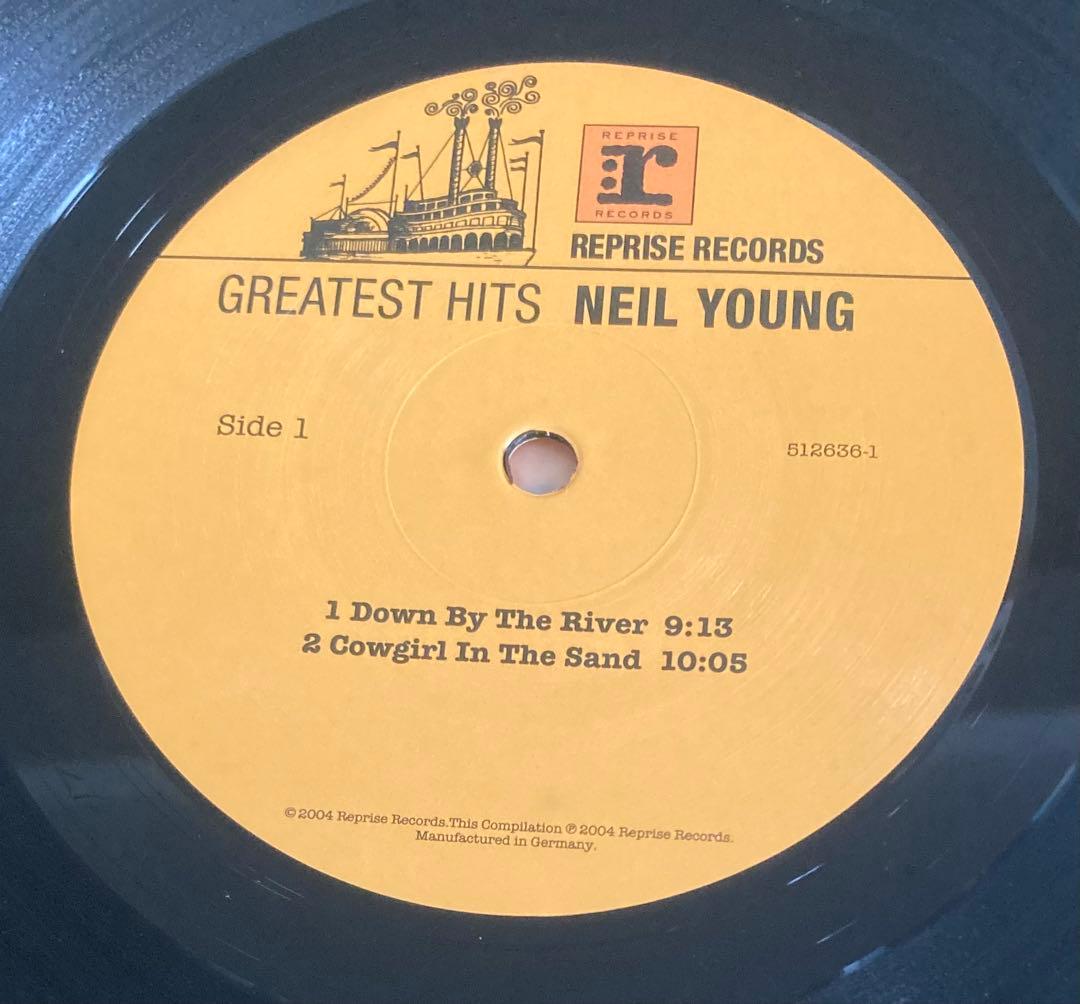 REPRISE
r
RECORDS
REPRISE RECORDS
GREATEST HITS NEIL YOUNG
Side 1
512636-1
1 Down By The River 9:13
2 Cowgirl In The Sand 10:05
©2004 Reprise Records.This Compilation ℗2004 Reprise Records.
Manufactured in Germany.